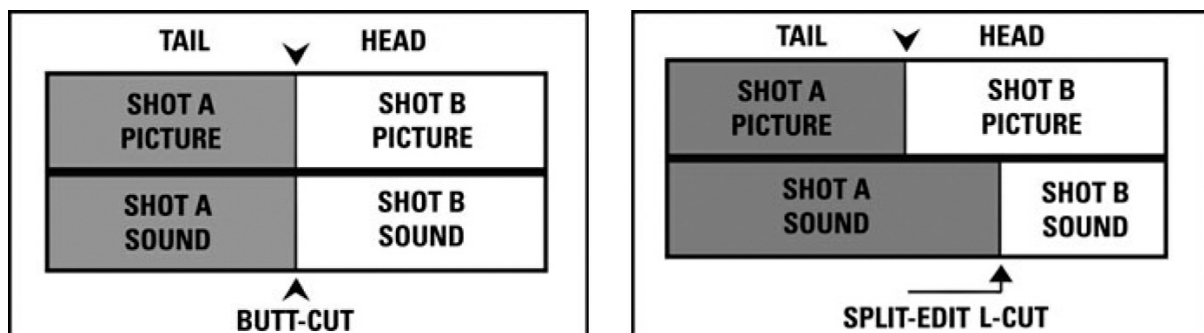 TAIL HEAD
SHOT A
PICTURE
SHOT B
PICTURE
SHOT A
SOUND
SHOT B
SOUND
BUTT-CUT
TAIL HEAD
SHOT A
PICTURE
SHOT B
PICTURE
SHOT A
SOUND
SHOT B
SOUND
SPLIT-EDIT L-CUT